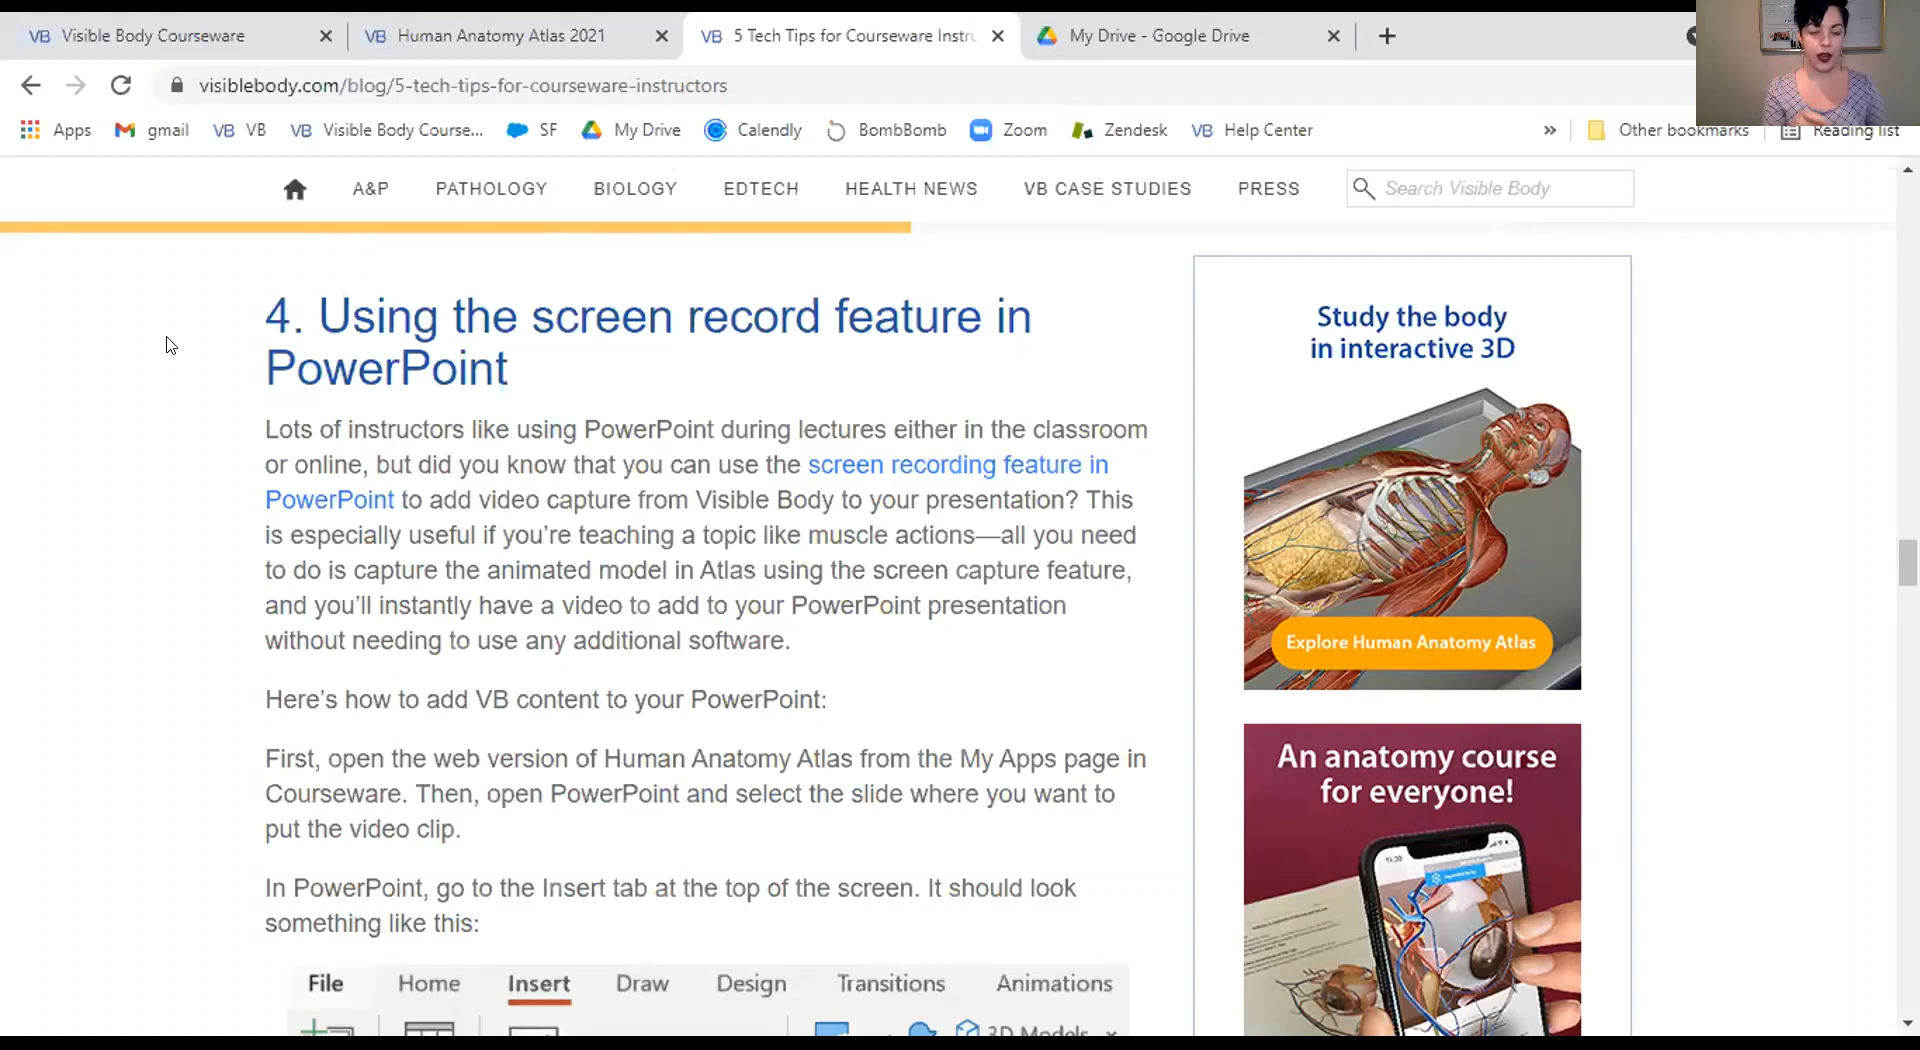 VB Visible Body Courseware
VB Human Anatomy Atlas 2021
VB 5 Tech Tips for Courseware Instru
My Drive - Google Drive
visiblebody.com/blog/5-tech-tips-for-courseware-instructors
Apps gmail VB VB VB Visible Body Course... SF My Drive Calendly BombBomb Zoom Zendesk VB Help Center » Other bookmarks Reading list
A&P PATHOLOGY BIOLOGY EDTECH HEALTH NEWS VB CASE STUDIES PRESS Search Visible Body
4. Using the screen record feature in
PowerPoint
Lots of instructors like using PowerPoint during lectures either in the classroom
or online, but did you know that you can use the screen recording feature in
PowerPoint to add video capture from Visible Body to your presentation? This
is especially useful if you’re teaching a topic like muscle actions—all you need
to do is capture the animated model in Atlas using the screen capture feature,
and you’ll instantly have a video to add to your PowerPoint presentation
without needing to use any additional software.
Here’s how to add VB content to your PowerPoint:
First, open the web version of Human Anatomy Atlas from the My Apps page in
Courseware. Then, open PowerPoint and select the slide where you want to
put the video clip.
In PowerPoint, go to the Insert tab at the top of the screen. It should look
something like this:
File Home Insert Draw Design Transitions Animations
3D Models
Study the body
in interactive 3D
Explore Human Anatomy Atlas
An anatomy course
for everyone!